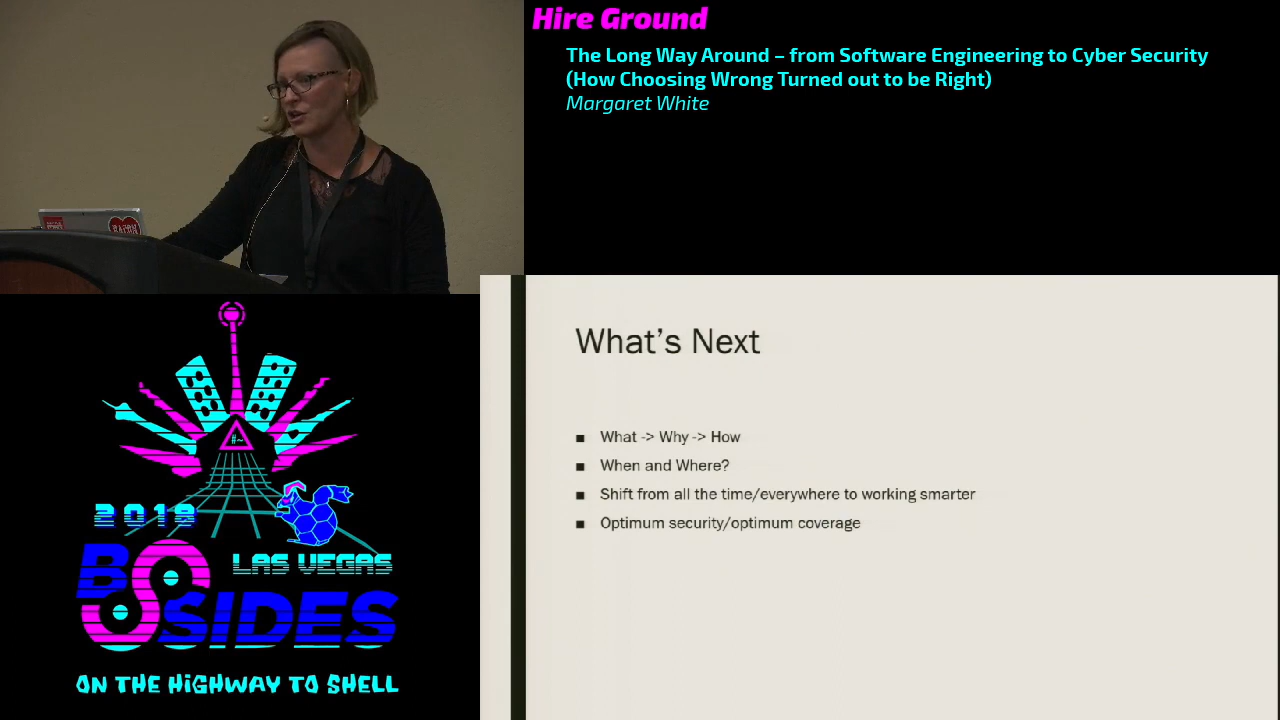 Hire Ground
The Long Way Around – from Software Engineering to Cyber Security
(How Choosing Wrong Turned out to be Right)
Margaret White
What's Next
■ What -> Why -> How
■ When and Where?
■ Shift from all the time/everywhere to working smarter
■ Optimum security/optimum coverage
#~
2019
LAS VEGAS
BSIDES
ON THE HIGHWAY TO SHELL